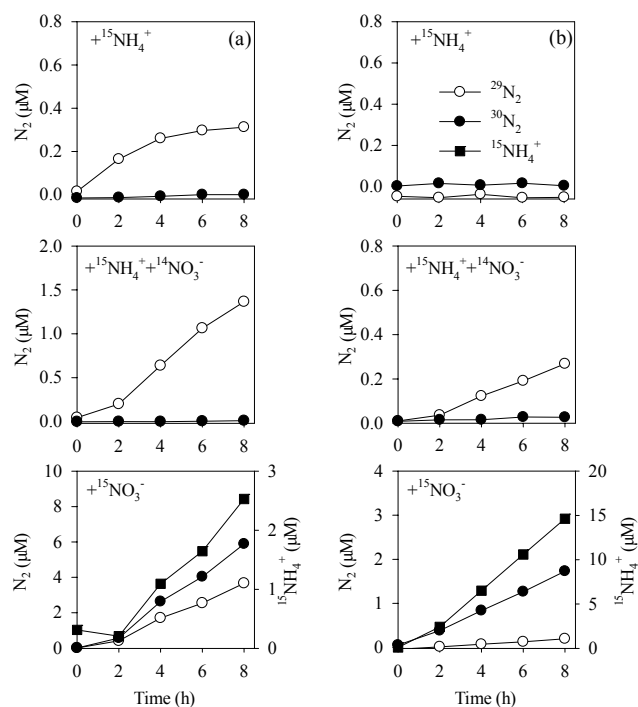 +¹⁵NH₄⁺ (a)
0.8
0.6
0.4
0.2
0.0
N₂ (μM)
0 2 4 6 8
+¹⁵NH₄⁺ (b)
0.8
0.6
0.4
0.2
0.0
N₂ (μM)
²⁹N₂
³⁰N₂
¹⁵NH₄⁺
0 2 4 6 8
+¹⁵NH₄⁺+¹⁴NO₃⁻
2.0
1.5
1.0
0.5
0.0
N₂ (μM)
0 2 4 6 8
+¹⁵NH₄⁺+¹⁴NO₃⁻
0.8
0.6
0.4
0.2
0.0
N₂ (μM)
0 2 4 6 8
+¹⁵NO₃⁻
10
8
6
4
2
0
N₂ (μM)
3
2
1
0
¹⁵NH₄⁺ (μM)
0 2 4 6 8
Time (h)
+¹⁵NO₃⁻
4
3
2
1
0
N₂ (μM)
20
15
10
5
0
¹⁵NH₄⁺ (μM)
0 2 4 6 8
Time (h)